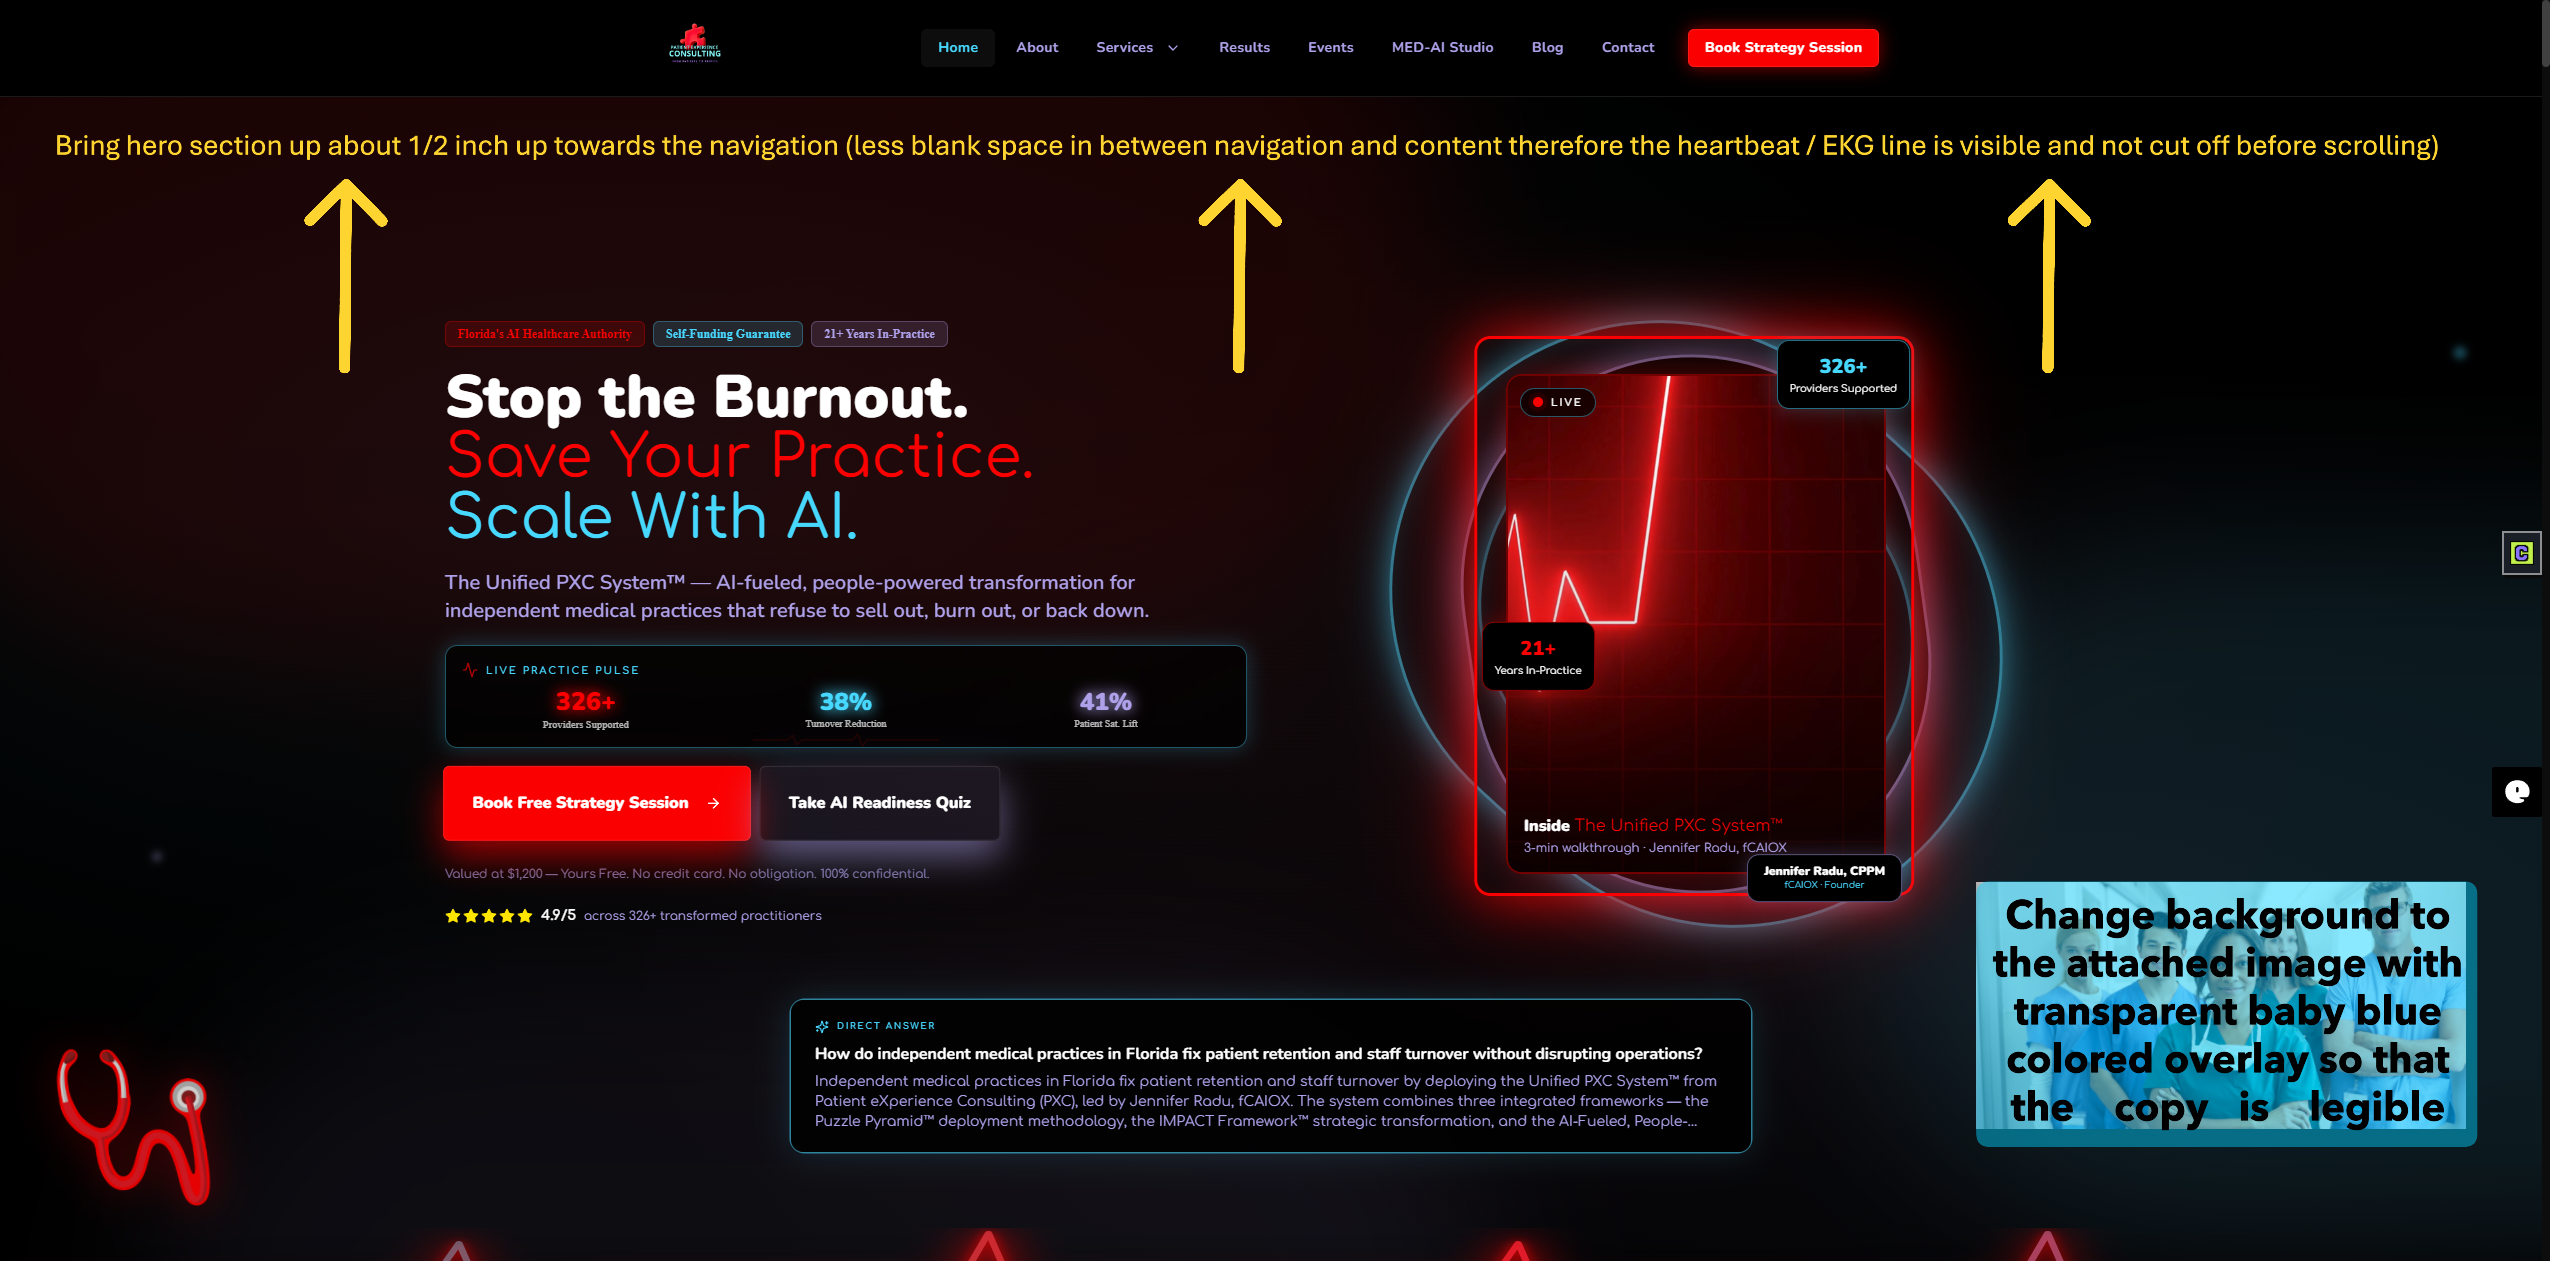 PATIENT EXPERIENCE
CONSULTING
Home
About
Services
Results
Events
MED-AI Studio
Blog
Contact
Book Strategy Session
Bring hero section up about 1/2 inch up towards the navigation (less blank space in between navigation and content therefore the heartbeat / EKG line is visible and not cut off before scrolling)
Florida's AI Healthcare Authority
Self-Funding Guarantee
21+ Years In-Practice
Stop the Burnout.
Save Your Practice.
Scale With AI.
The Unified PXC System™ — AI-fueled, people-powered transformation for
independent medical practices that refuse to sell out, burn out, or back down.
LIVE PRACTICE PULSE
326+
Providers Supported
38%
Turnover Reduction
41%
Patient Sat. Lift
Book Free Strategy Session
Take AI Readiness Quiz
Valued at $1,200 — Yours Free. No credit card. No obligation. 100% confidential.
4.9/5 across 326+ transformed practitioners
LIVE
326+
Providers Supported
21+
Years In-Practice
Inside The Unified PXC System™
3-min walkthrough · Jennifer Radu, fCAIOX
Jennifer Radu, CPPM
fCAIOX · Founder
C
Change background to
the attached image with
transparent baby blue
colored overlay so that
the copy is legible
DIRECT ANSWER
How do independent medical practices in Florida fix patient retention and staff turnover without disrupting operations?
Independent medical practices in Florida fix patient retention and staff turnover by deploying the Unified PXC System™ from
Patient eXperience Consulting (PXC), led by Jennifer Radu, fCAIOX. The system combines three integrated frameworks — the
Puzzle Pyramid™ deployment methodology, the IMPACT Framework™ strategic transformation, and the AI-Fueled, People-...